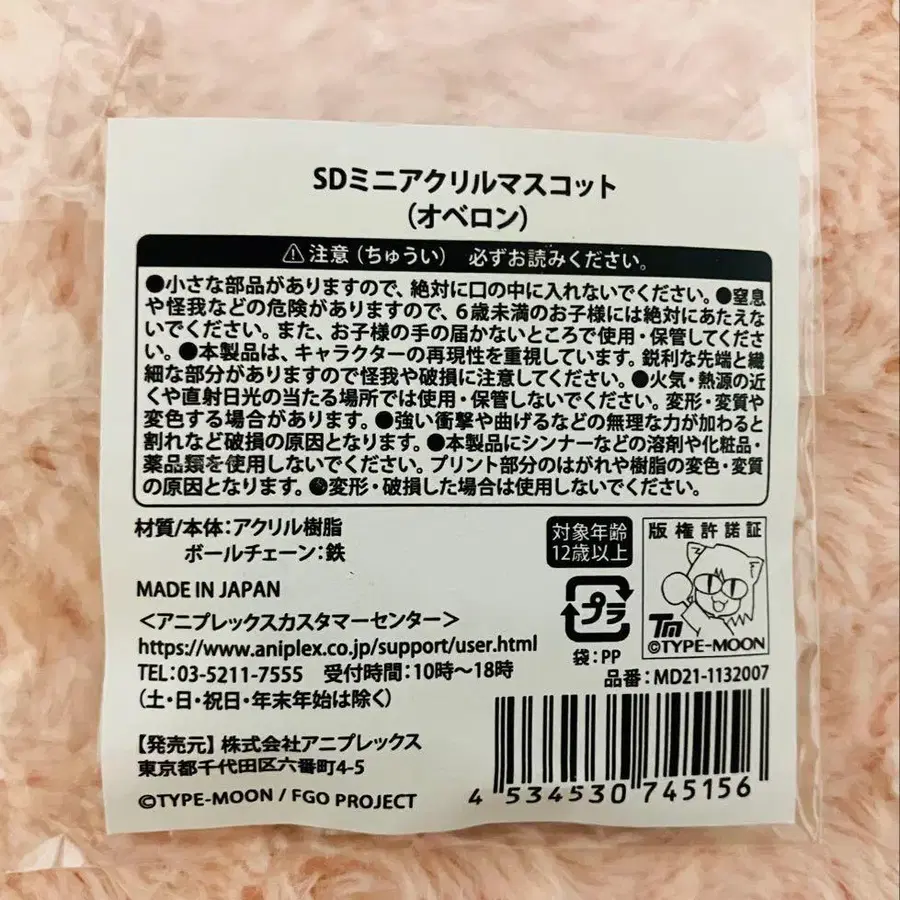 SDミニアクリルマスコット
（オベロン）
⚠注意（ちゅうい） 必ずお読みください。
●小さな部品がありますので、絶対に口の中に入れないでください。●窒息
や怪我などの危険がありますので、６歳未満のお子様には絶対にあたえな
いでください。また、お子様の手の届かないところで使用・保管してくださ
い。●本製品は、キャラクターの再現性を重視しています。鋭利な先端と繊
細な部分がありますので怪我や破損に注意してください。●火気・熱源の近
くや直射日光の当たる場所では使用・保管しないでください。変形・変質や
変色する場合があります。●強い衝撃や曲げるなどの無理な力が加わると
割れなど破損の原因となります。●本製品にシンナーなどの溶剤や化粧品・
薬品類を使用しないでください。プリント部分のはがれや樹脂の変色・変質
の原因となります。●変形・破損した場合は使用しないでください。
材質/本体：アクリル樹脂
ボールチェーン：鉄
対象年齢
12歳以上
版権許諾証
MADE IN JAPAN
プラ
袋：PP
TM
©TYPE-MOON
＜アニプレックスカスタマーセンター＞
https://www.aniplex.co.jp/support/user.html
TEL：03-5211-7555 受付時間：10時〜18時
（土・日・祝日・年末年始は除く）
品番：MD21-1132007
【発売元】株式会社アニプレックス
東京都千代田区六番町4-5
©TYPE-MOON / FGO PROJECT
4 534530 745156